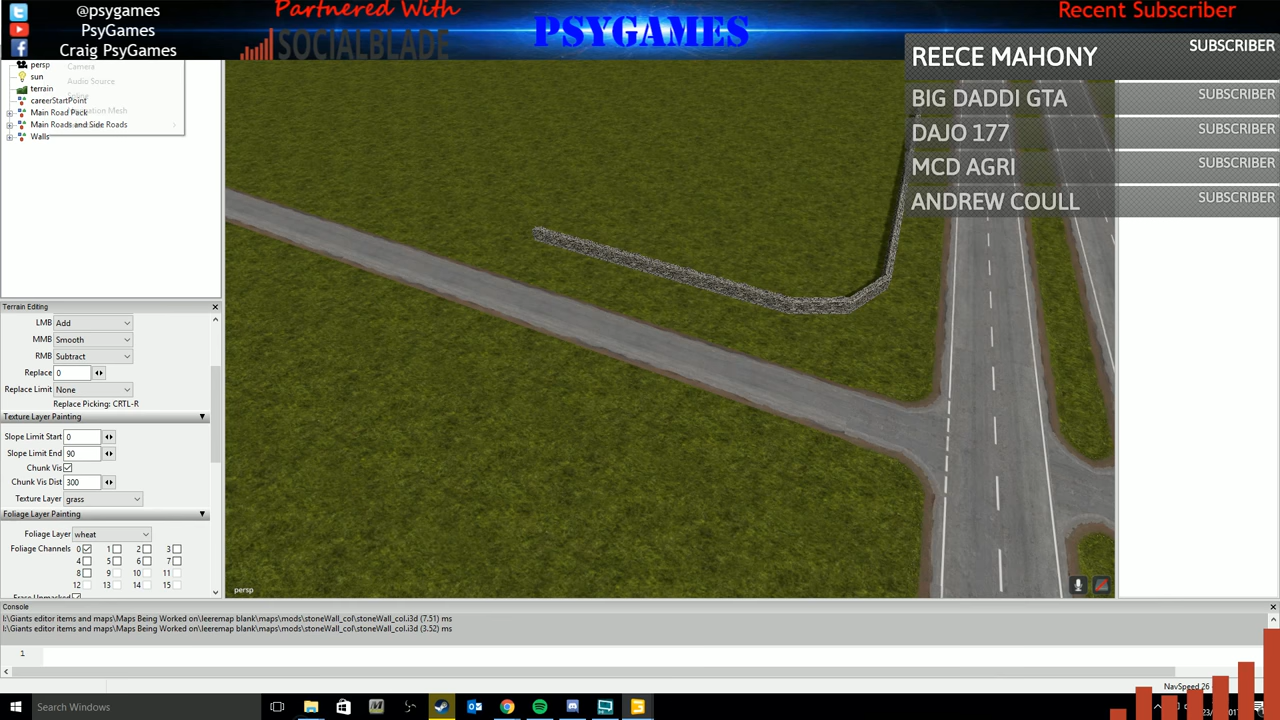 @psygames
PsyGames
Craig PsyGames
Partnered With
SOCIALBLADE
PSYGAMES
Recent Subscriber
REECE MAHONY SUBSCRIBER
BIG DADDI GTA SUBSCRIBER
DAJO 177 SUBSCRIBER
MCD AGRI SUBSCRIBER
ANDREW COULL SUBSCRIBER
persp
Camera
sun
Audio Source
terrain
careerStartPoint
Main Road Pack
Main Roads and Side Roads
Walls
Terrain Editing
LMB Add
MMB Smooth
RMB Subtract
Replace 0
Replace Limit None
Replace Picking: CRTL-R
Texture Layer Painting
Slope Limit Start 0
Slope Limit End 90
Chunk Vis
Chunk Vis Dist 300
Texture Layer grass
Foliage Layer Painting
Foliage Layer wheat
Foliage Channels 0 1 2 3
4 5 6 7
8 9 10 11
12 13 14 15
Erase Unmasked
persp
Console
I:\Giants editor items and maps\Maps Being Worked on\leeremap blank\maps\mods\stoneWall_col\stoneWall_col.i3d (7.51) ms
I:\Giants editor items and maps\Maps Being Worked on\leeremap blank\maps\mods\stoneWall_col\stoneWall_col.i3d (3.52) ms
1
NavSpeed 26
Search Windows